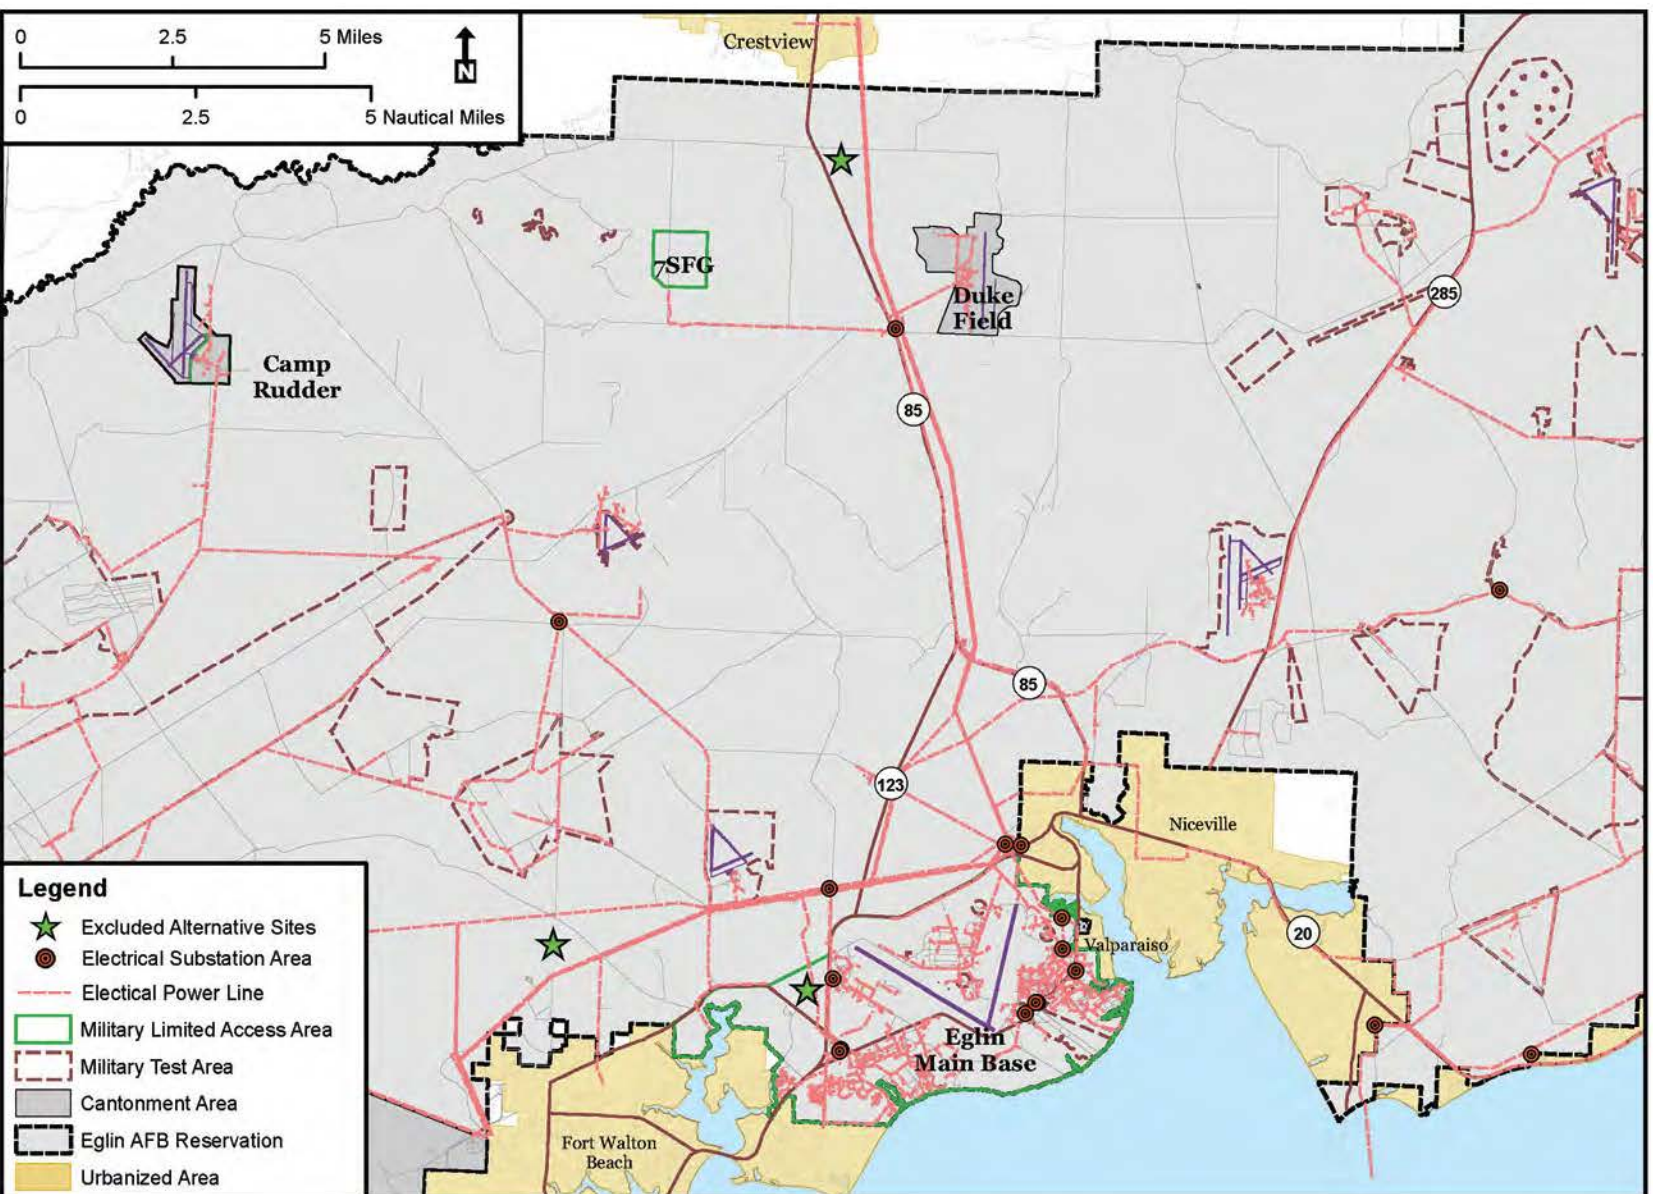 0 2.5 5 Miles
N
0 2.5 5 Nautical Miles
Crestview
285
7SFG
Duke
Field
Camp
Rudder
85
85
123
Niceville
20
Valparaiso
Eglin
Main Base
Fort Walton
Beach
Legend
Excluded Alternative Sites
Electrical Substation Area
Electical Power Line
Military Limited Access Area
Military Test Area
Cantonment Area
Eglin AFB Reservation
Urbanized Area